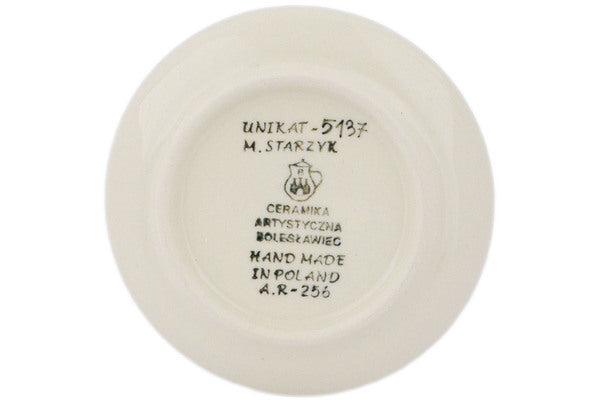 UNIKAT-5137
M. STARZYK
CERAMIKA
ARTYSTYCZNA
BOLESŁAWIEC
HAND MADE
IN POLAND
A.R-256